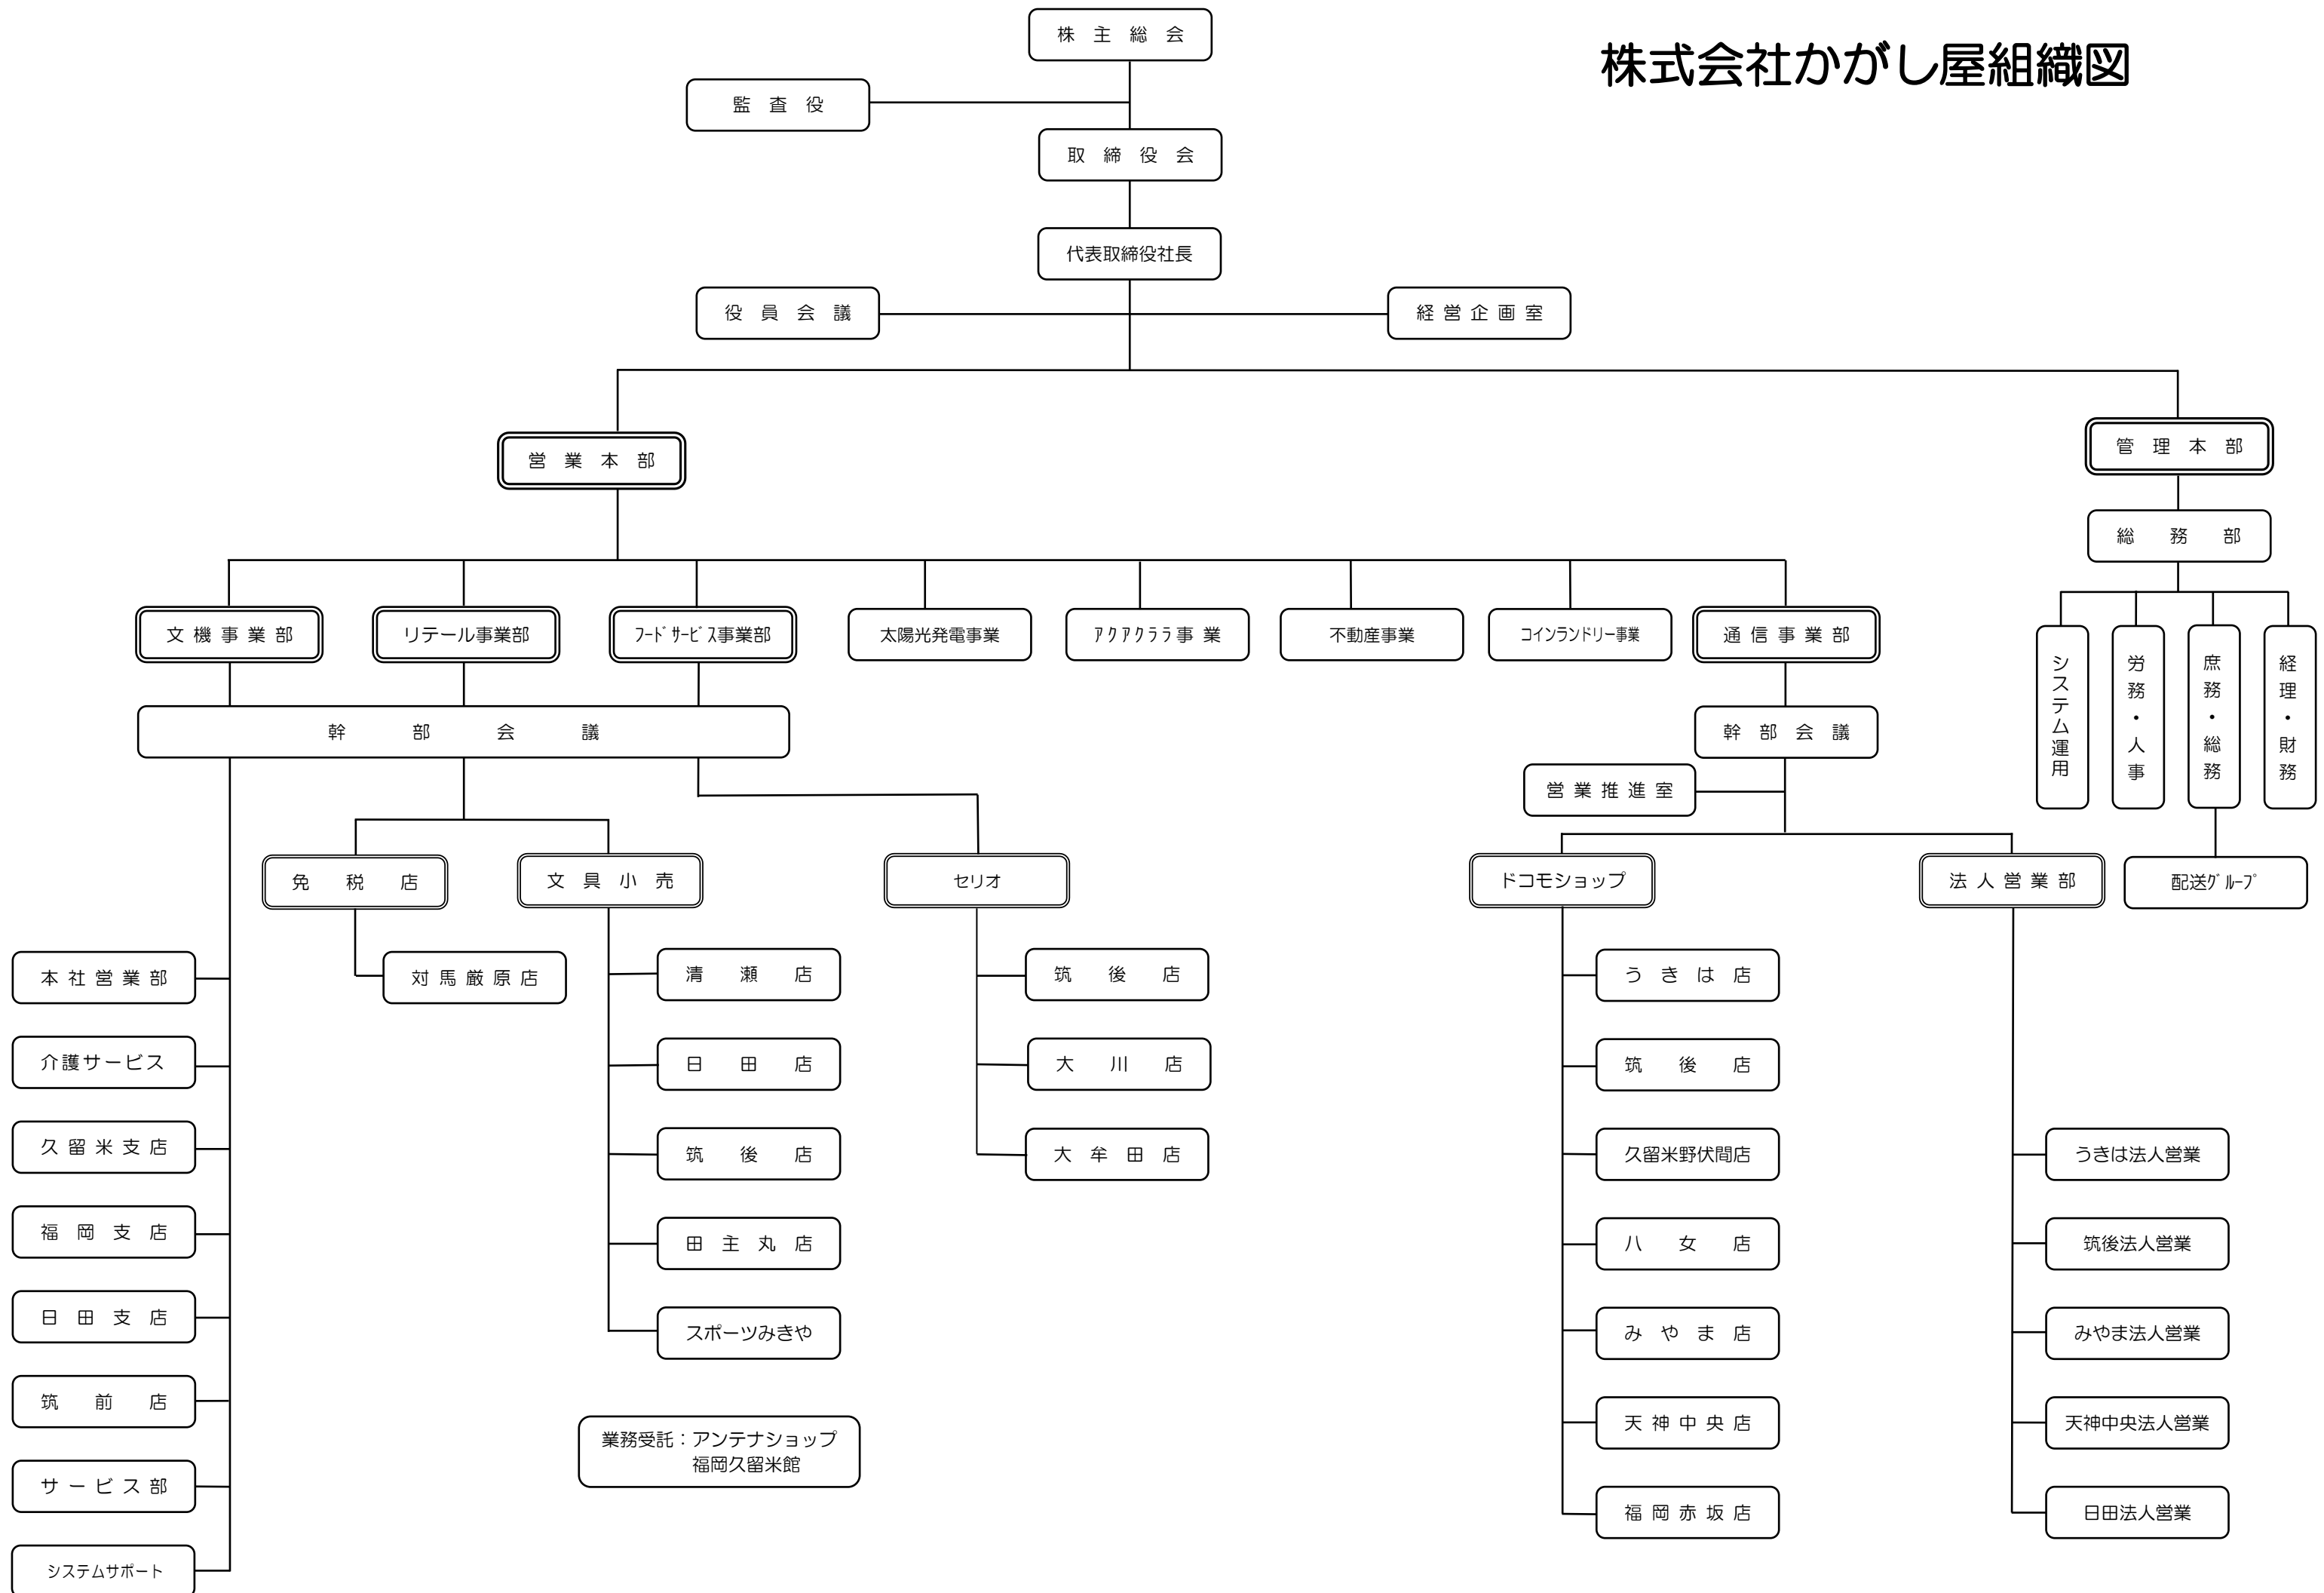 株主総会
株式会社かがし屋組織図
監査役
取締役会
代表取締役社長
役員会議
経営企画室
営業本部
管理本部
総務部
文機事業部
リテール事業部
ﾌｰﾄﾞｻｰﾋﾞｽ事業部
太陽光発電事業
ｱｸｱｸﾗﾗ事業
不動産事業
コインランドリー事業
通信事業部
システム運用
労務・人事
庶務・総務
経理・財務
幹部会議
幹部会議
営業推進室
免税店
文具小売
セリオ
ドコモショップ
法人営業部
配送ｸﾞﾙｰﾌﾟ
本社営業部
介護サービス
久留米支店
福岡支店
日田支店
筑前店
サービス部
システムサポート
対馬厳原店
清瀬店
日田店
筑後店
田主丸店
スポーツみきや
業務受託：アンテナショップ
福岡久留米館
筑後店
大川店
大牟田店
うきは店
筑後店
久留米野伏間店
八女店
みやま店
天神中央店
福岡赤坂店
うきは法人営業
筑後法人営業
みやま法人営業
天神中央法人営業
日田法人営業